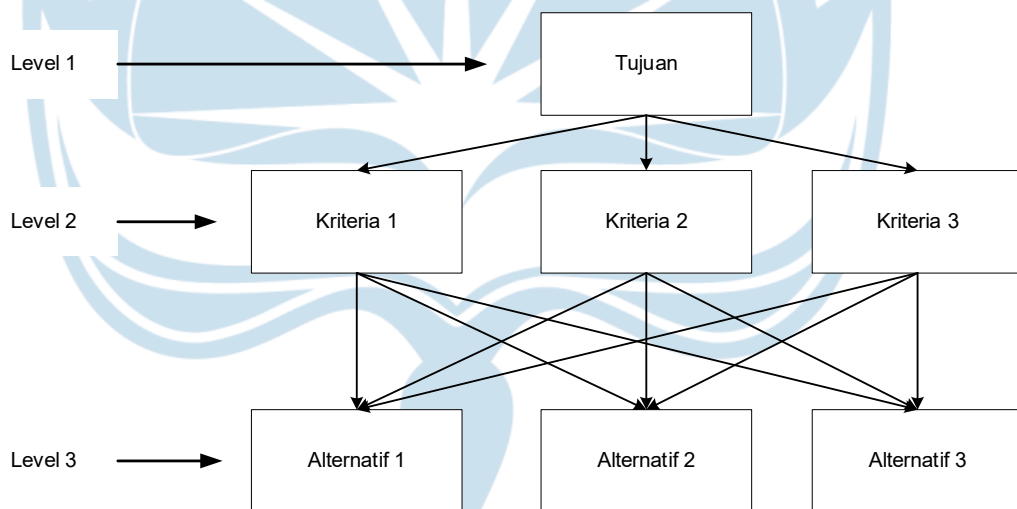 Level 1
Tujuan
Level 2
Kriteria 1
Kriteria 2
Kriteria 3
Level 3
Alternatif 1
Alternatif 2
Alternatif 3